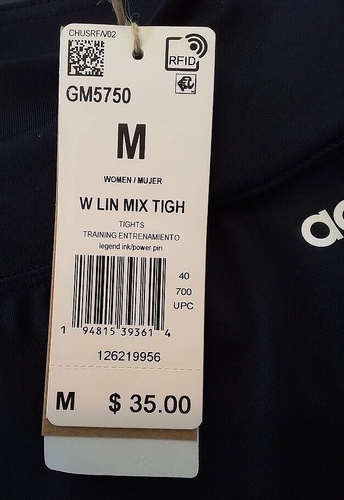 CHUSRF/V02
RFID
GM5750
M
WOMEN / MUJER
W LIN MIX TIGH
TIGHTS
TRAINING ENTRENAMIENTO
legend ink/power pin
40
700
UPC
1 94815 39361 4
126219956
M $ 35.00